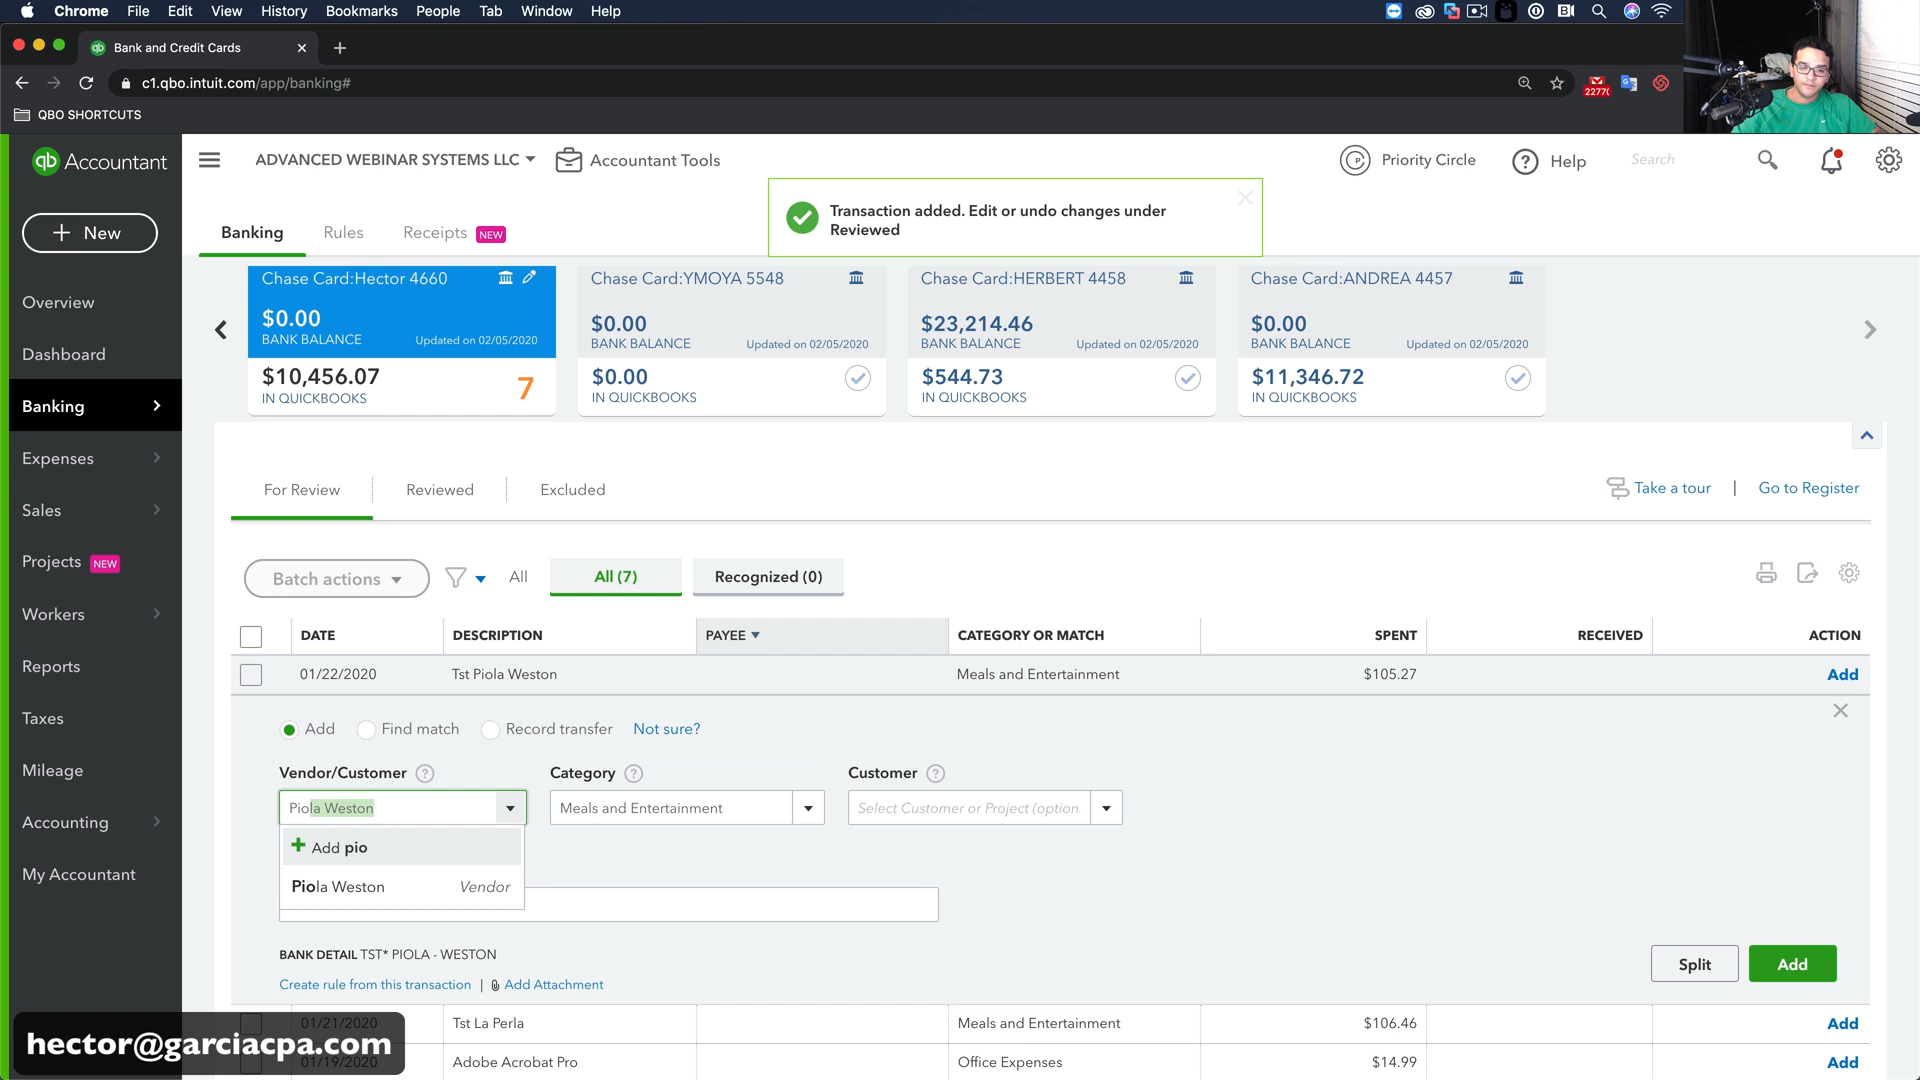 Chrome File Edit View History Bookmarks People Tab Window Help
Bank and Credit Cards
c1.qbo.intuit.com/app/banking#
QBO SHORTCUTS
qb Accountant
ADVANCED WEBINAR SYSTEMS LLC
Accountant Tools
Priority Circle
Help
Search
Transaction added. Edit or undo changes under
Reviewed
+ New
Banking Rules Receipts NEW
Overview
Dashboard
Banking
Expenses
Sales
Projects NEW
Workers
Reports
Taxes
Mileage
Accounting
My Accountant
Chase Card:Hector 4660
$0.00
BANK BALANCE Updated on 02/05/2020
$10,456.07 7
IN QUICKBOOKS
Chase Card:YMOYA 5548
$0.00
BANK BALANCE Updated on 02/05/2020
$0.00
IN QUICKBOOKS
Chase Card:HERBERT 4458
$23,214.46
BANK BALANCE Updated on 02/05/2020
$544.73
IN QUICKBOOKS
Chase Card:ANDREA 4457
$0.00
BANK BALANCE Updated on 02/05/2020
$11,346.72
IN QUICKBOOKS
For Review Reviewed Excluded
Take a tour | Go to Register
Batch actions All All (7) Recognized (0)
DATE DESCRIPTION PAYEE CATEGORY OR MATCH SPENT RECEIVED ACTION
01/22/2020 Tst Piola Weston Meals and Entertainment $105.27 Add
Add Find match Record transfer Not sure?
Vendor/Customer ? Category ? Customer ?
Piola Weston Meals and Entertainment Select Customer or Project (option
Add pio
Piola Weston Vendor
BANK DETAIL TST* PIOLA - WESTON
Split Add
Create rule from this transaction | Add Attachment
01/21/2020 Tst La Perla Meals and Entertainment $106.46 Add
01/19/2020 Adobe Acrobat Pro Office Expenses $14.99 Add
hector@garciacpa.com